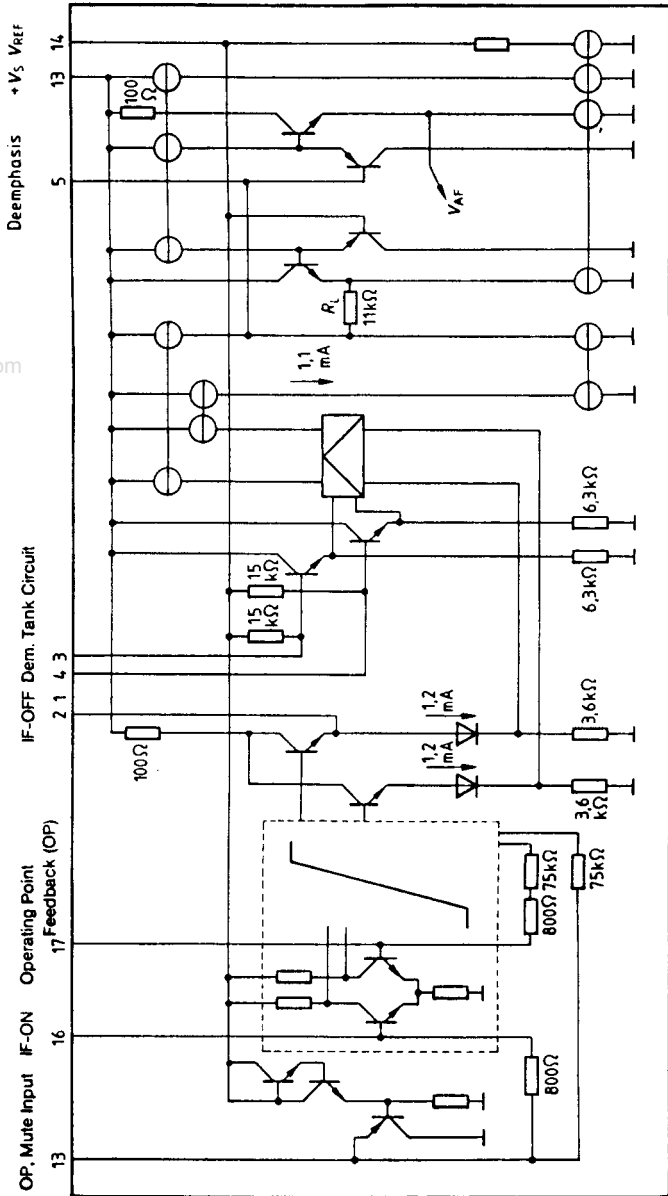 OP, Mute Input IF-ON Operating Point
Feedback (OP)
IF-OFF Dem. Tank Circuit
Deemphasis +VS VREF
13 16 17 2 1 4 3 5 13 14
100Ω
100
Ω
15
kΩ
15
kΩ
VAF
RL
11kΩ
1,1
mA
1,2
mA
1,2
mA
800Ω
800Ω 75kΩ
75kΩ
3,6
kΩ
3,6kΩ
6,3kΩ
6,3kΩ
om